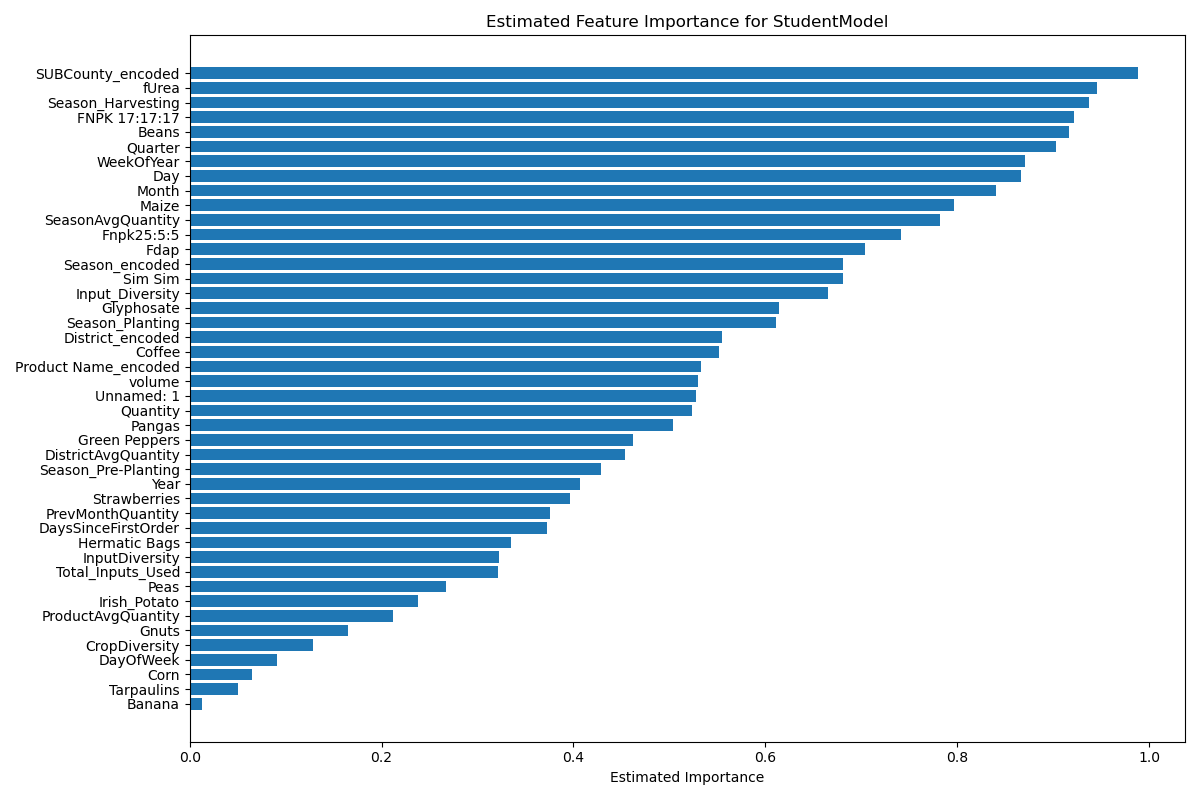 Estimated Feature Importance for StudentModel
SUBCounty_encoded
fUrea
Season_Harvesting
FNPK 17:17:17
Beans
Quarter
WeekOfYear
Day
Month
Maize
SeasonAvgQuantity
Fnpk25:5:5
Fdap
Season_encoded
Sim Sim
Input_Diversity
Glyphosate
Season_Planting
District_encoded
Coffee
Product Name_encoded
volume
Unnamed: 1
Quantity
Pangas
Green Peppers
DistrictAvgQuantity
Season_Pre-Planting
Year
Strawberries
PrevMonthQuantity
DaysSinceFirstOrder
Hermatic Bags
InputDiversity
Total_Inputs_Used
Peas
Irish_Potato
ProductAvgQuantity
Gnuts
CropDiversity
DayOfWeek
Corn
Tarpaulins
Banana
0.0 0.2 0.4 0.6 0.8 1.0
Estimated Importance